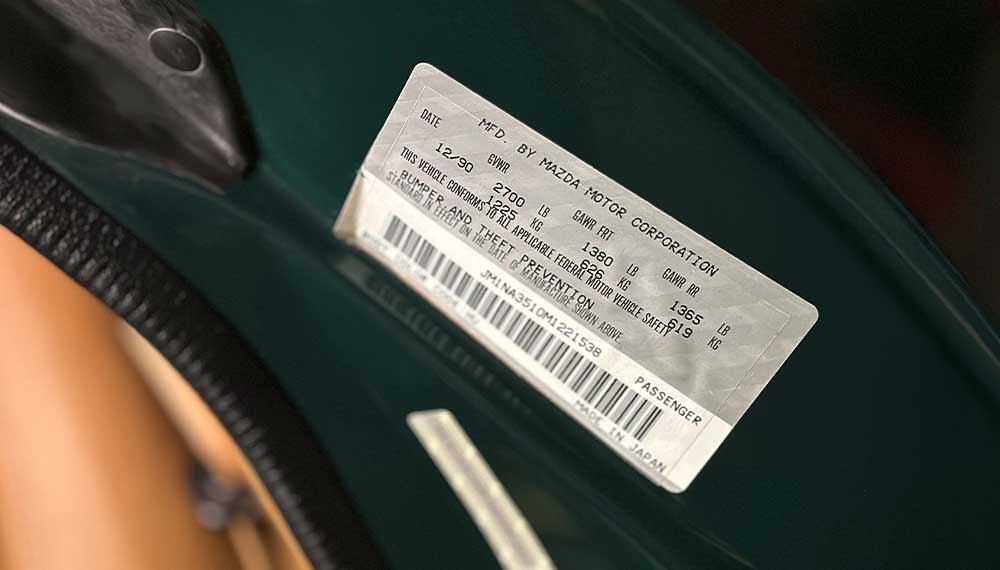 MFD. BY MAZDA MOTOR CORPORATION
DATE GVWR GAWR FRT GAWR RR
12/90 2700 LB 1380 LB 1365 LB
1225 KG 626 KG 619 KG
THIS VEHICLE CONFORMS TO ALL APPLICABLE FEDERAL MOTOR VEHICLE SAFETY
BUMPER AND THEFT PREVENTION
STANDARD IN EFFECT ON THE DATE OF MANUFACTURE SHOWN ABOVE.
JM1NA3510M1221538 PASSENGER
MADE IN JAPAN